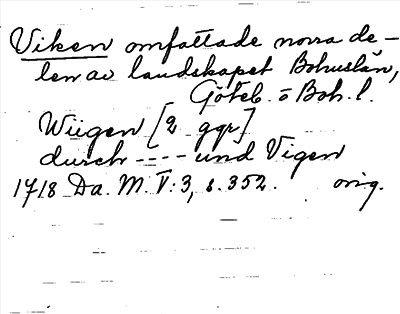 Viken omfattade norra de-
len av landskapet Bohuslän,
Göteb. o Boh. l.
Wiigen [2 ggr]
durch ---- und Vigen
1718 Da. M. V:3, s. 352. orig.